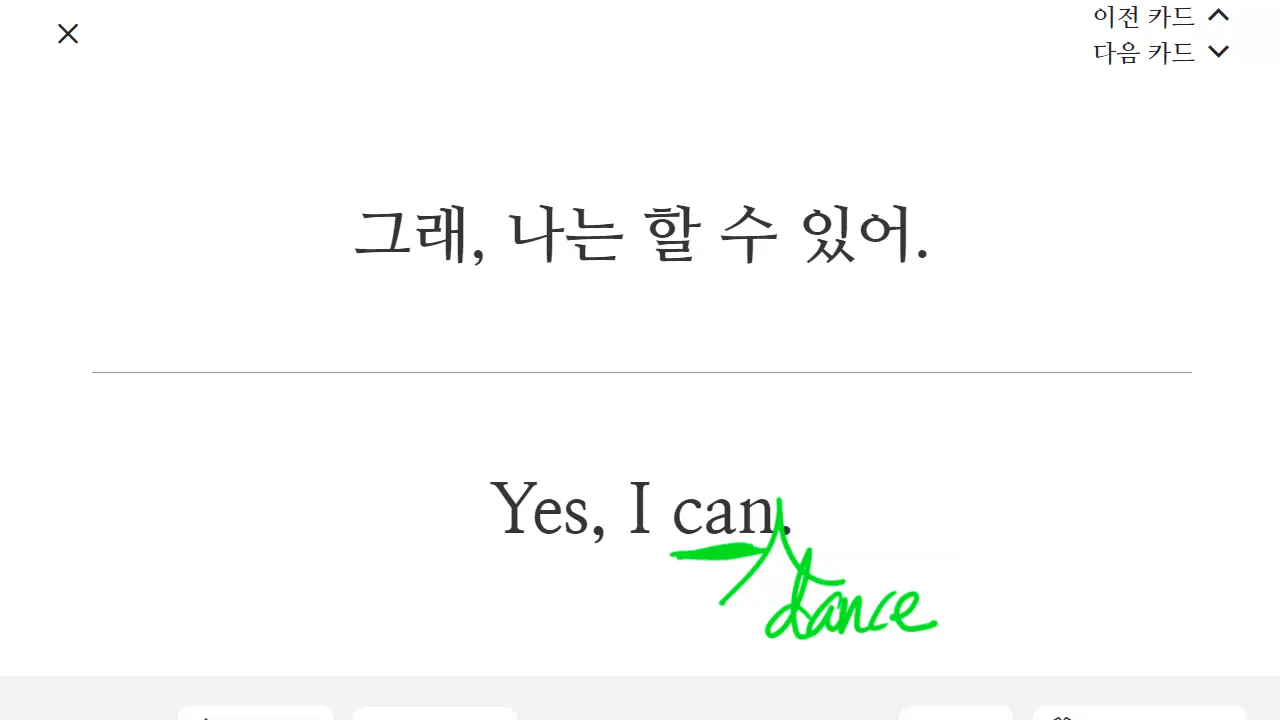 이전 카드
다음 카드
그래, 나는 할 수 있어.
Yes, I can.
dance